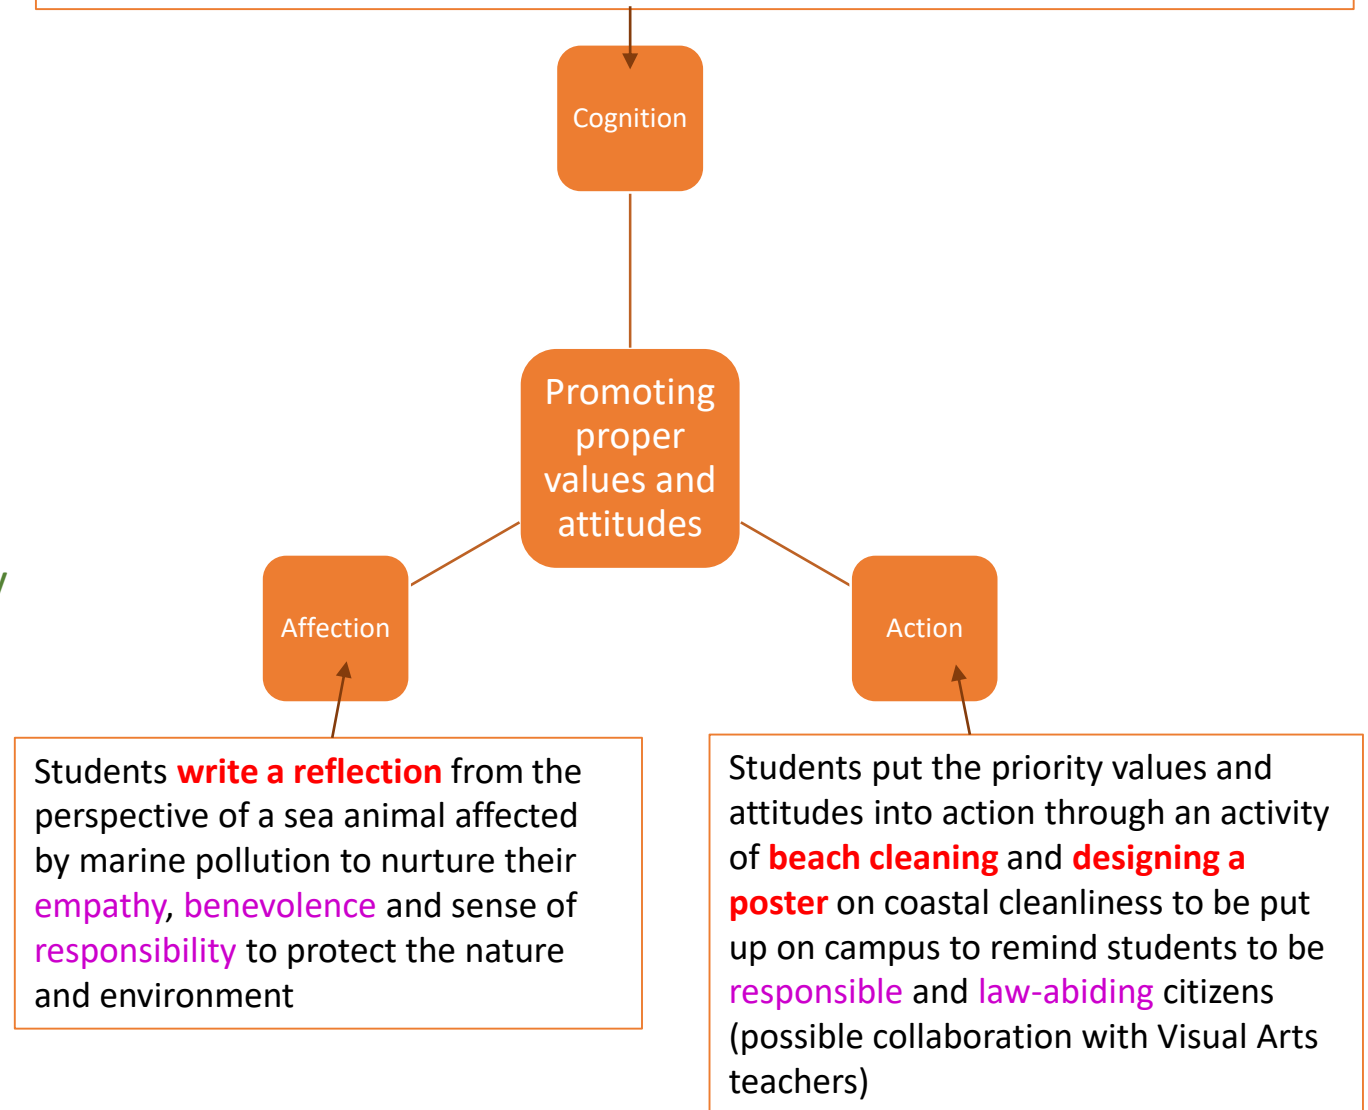 Cognition
Promoting
proper
values and
attitudes
Affection
Action
Students write a reflection from the
perspective of a sea animal affected
by marine pollution to nurture their
empathy, benevolence and sense of
responsibility to protect the nature
and environment
Students put the priority values and
attitudes into action through an activity
of beach cleaning and designing a
poster on coastal cleanliness to be put
up on campus to remind students to be
responsible and law-abiding citizens
(possible collaboration with Visual Arts
teachers)